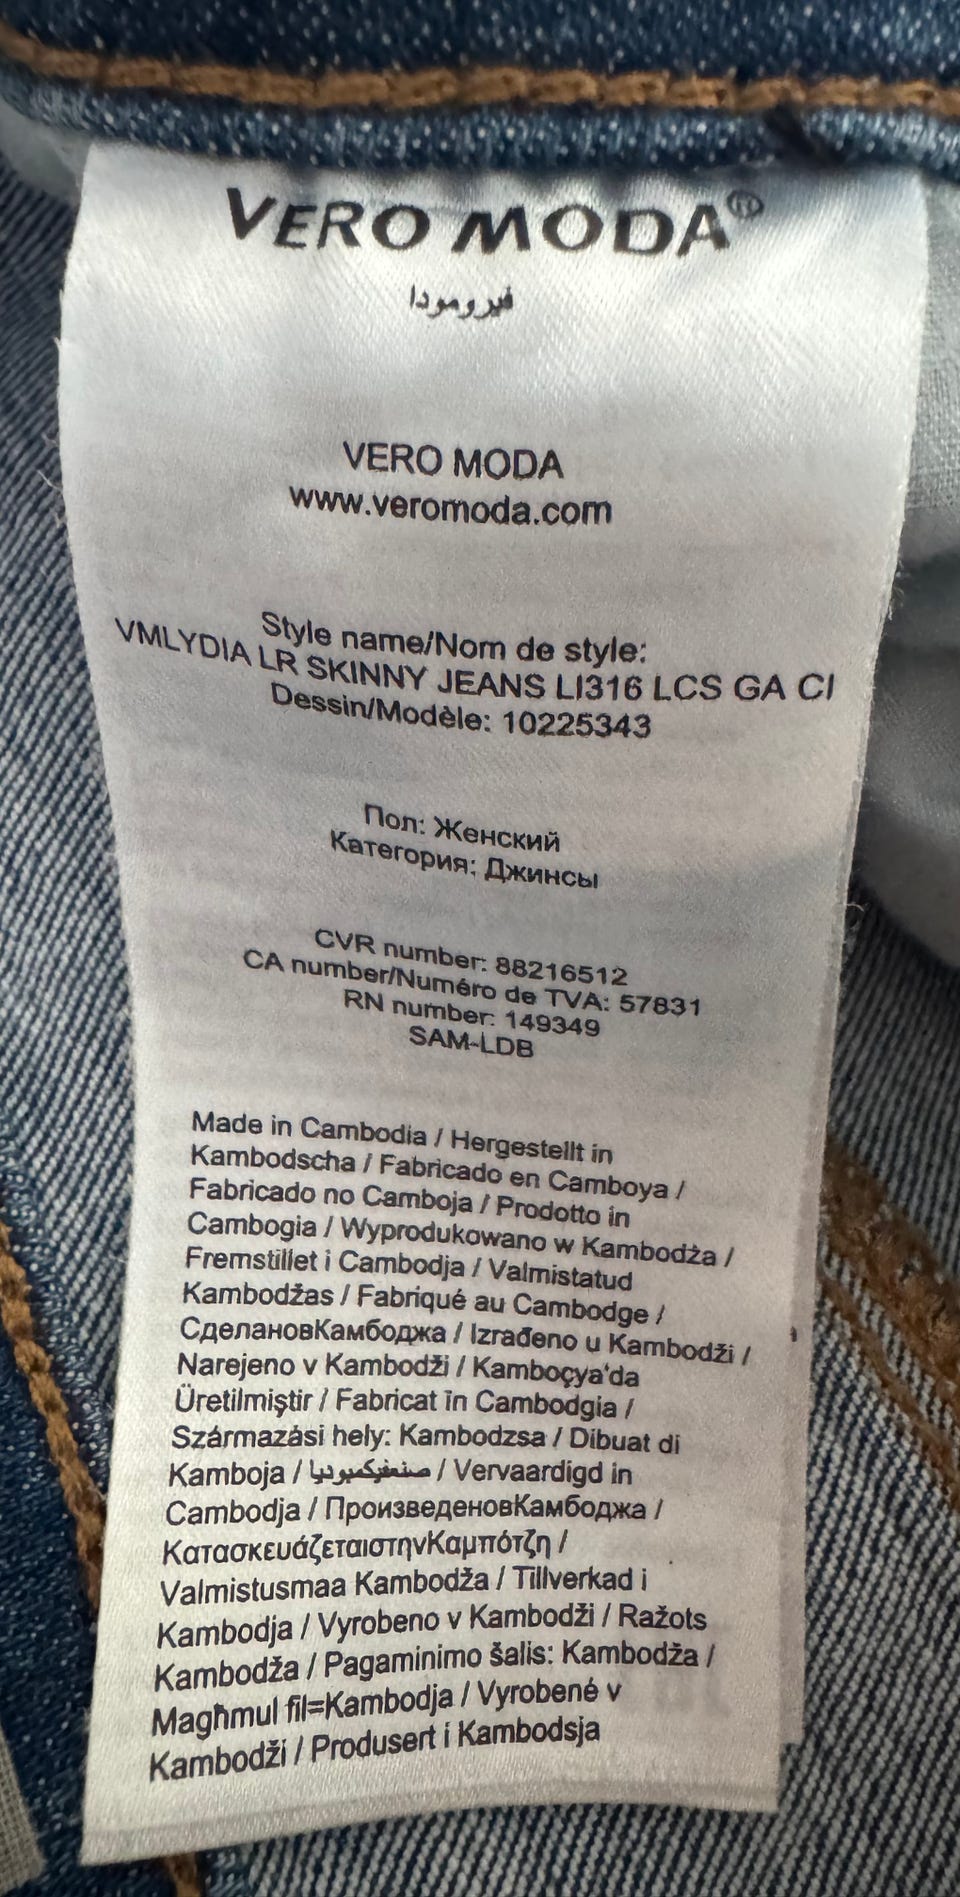 VERO MODA®
فيرومودا
VERO MODA
www.veromoda.com
Style name/Nom de style:
VMLYDIA LR SKINNY JEANS LI316 LCS GA CI
Dessin/Modèle: 10225343
Пол: Женский
Категория: Джинсы
CVR number: 88216512
CA number/Numéro de TVA: 57831
RN number: 149349
SAM-LDB
Made in Cambodia / Hergestellt in
Kambodscha / Fabricado en Camboya /
Fabricado no Camboja / Prodotto in
Cambogia / Wyprodukowano w Kambodża /
Fremstillet i Cambodja / Valmistatud
Kambodžas / Fabriqué au Cambodge /
СделановКамбоджа / Izrađeno u Kambodži /
Narejeno v Kambodži / Kamboçya'da
Üretilmiştir / Fabricat în Cambodgia /
Származási hely: Kambodzsa / Dibuat di
Kamboja / صنعفيكمبوديا / Vervaardigd in
Cambodja / ПроизведеновКамбоджа /
ΚατασκευάζεταιστηνΚαμπότζη /
Valmistusmaa Kambodža / Tillverkad i
Kambodja / Vyrobeno v Kambodži / Ražots
Kambodža / Pagaminimo šalis: Kambodža /
Magħmul fil=Kambodja / Vyrobené v
Kambodži / Produsert i Kambodsja